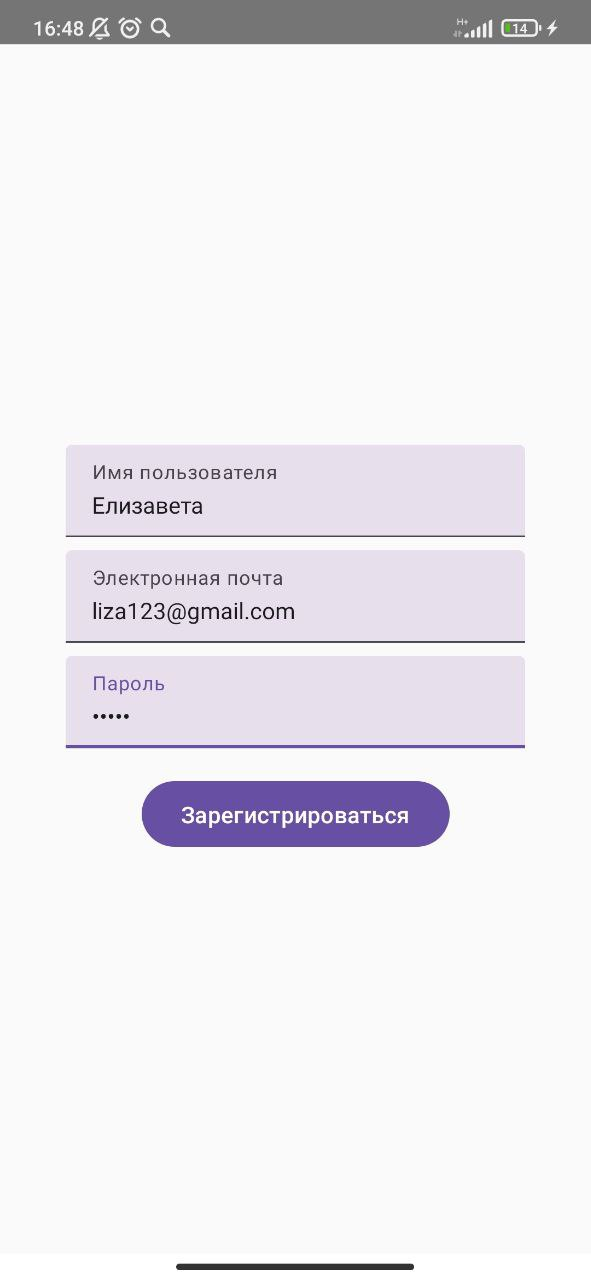 16:48
H+
14
Имя пользователя
Елизавета
Электронная почта
liza123@gmail.com
Пароль
•••••
Зарегистрироваться